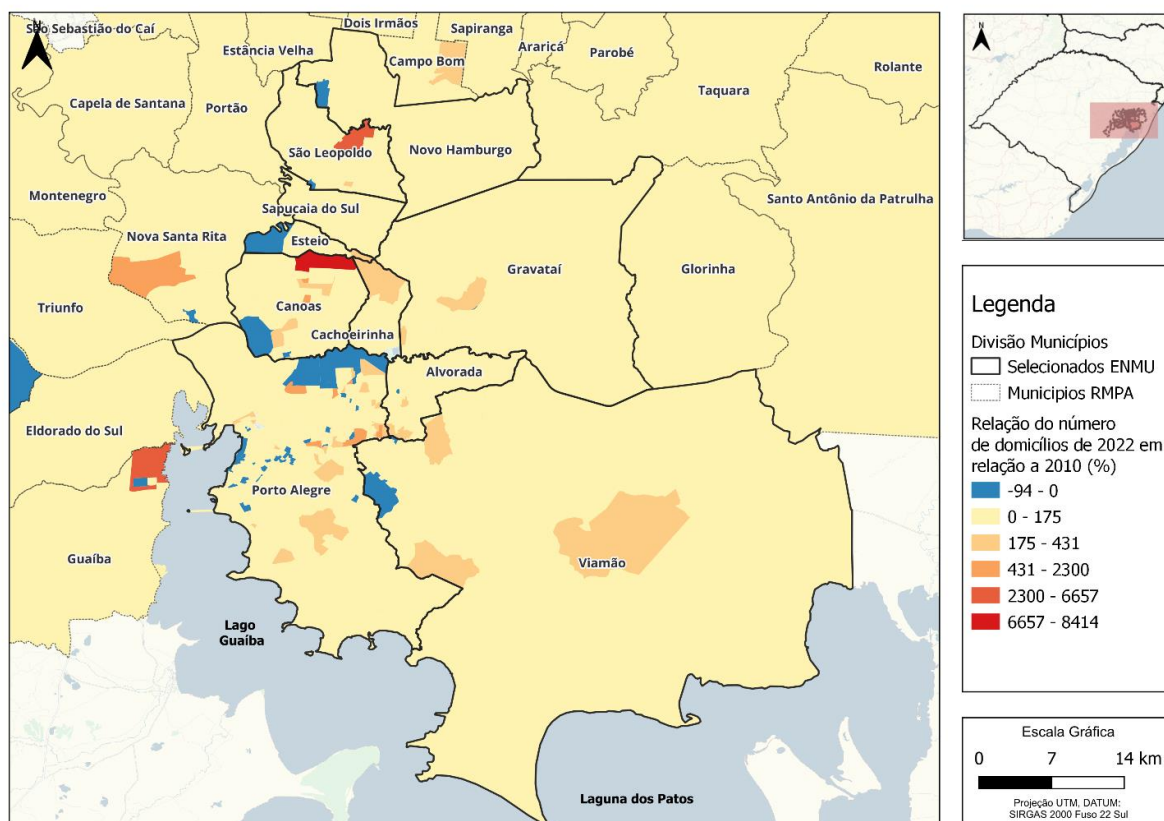 Dois Irmãos
São Sebastião do Caí
Sapiranga
Estância Velha
Araricá
Parobé
Campo Bom
Rolante
Taquara
Capela de Santana
Portão
São Leopoldo
Novo Hamburgo
Montenegro
Santo Antônio da Patrulha
Sapucaia do Sul
Nova Santa Rita
Esteio
Gravataí
Glorinha
Triunfo
Canoas
Cachoeirinha
Alvorada
Eldorado do Sul
Porto Alegre
Guaíba
Viamão
Lago
Guaíba
Laguna dos Patos
N
N
Legenda
Divisão Municípios
Selecionados ENMU
Municipios RMPA
Relação do número
de domicílios de 2022 em
relação a 2010 (%)
-94 - 0
0 - 175
175 - 431
431 - 2300
2300 - 6657
6657 - 8414
Escala Gráfica
0 7 14 km
Projeção UTM, DATUM:
SIRGAS 2000 Fuso 22 Sul